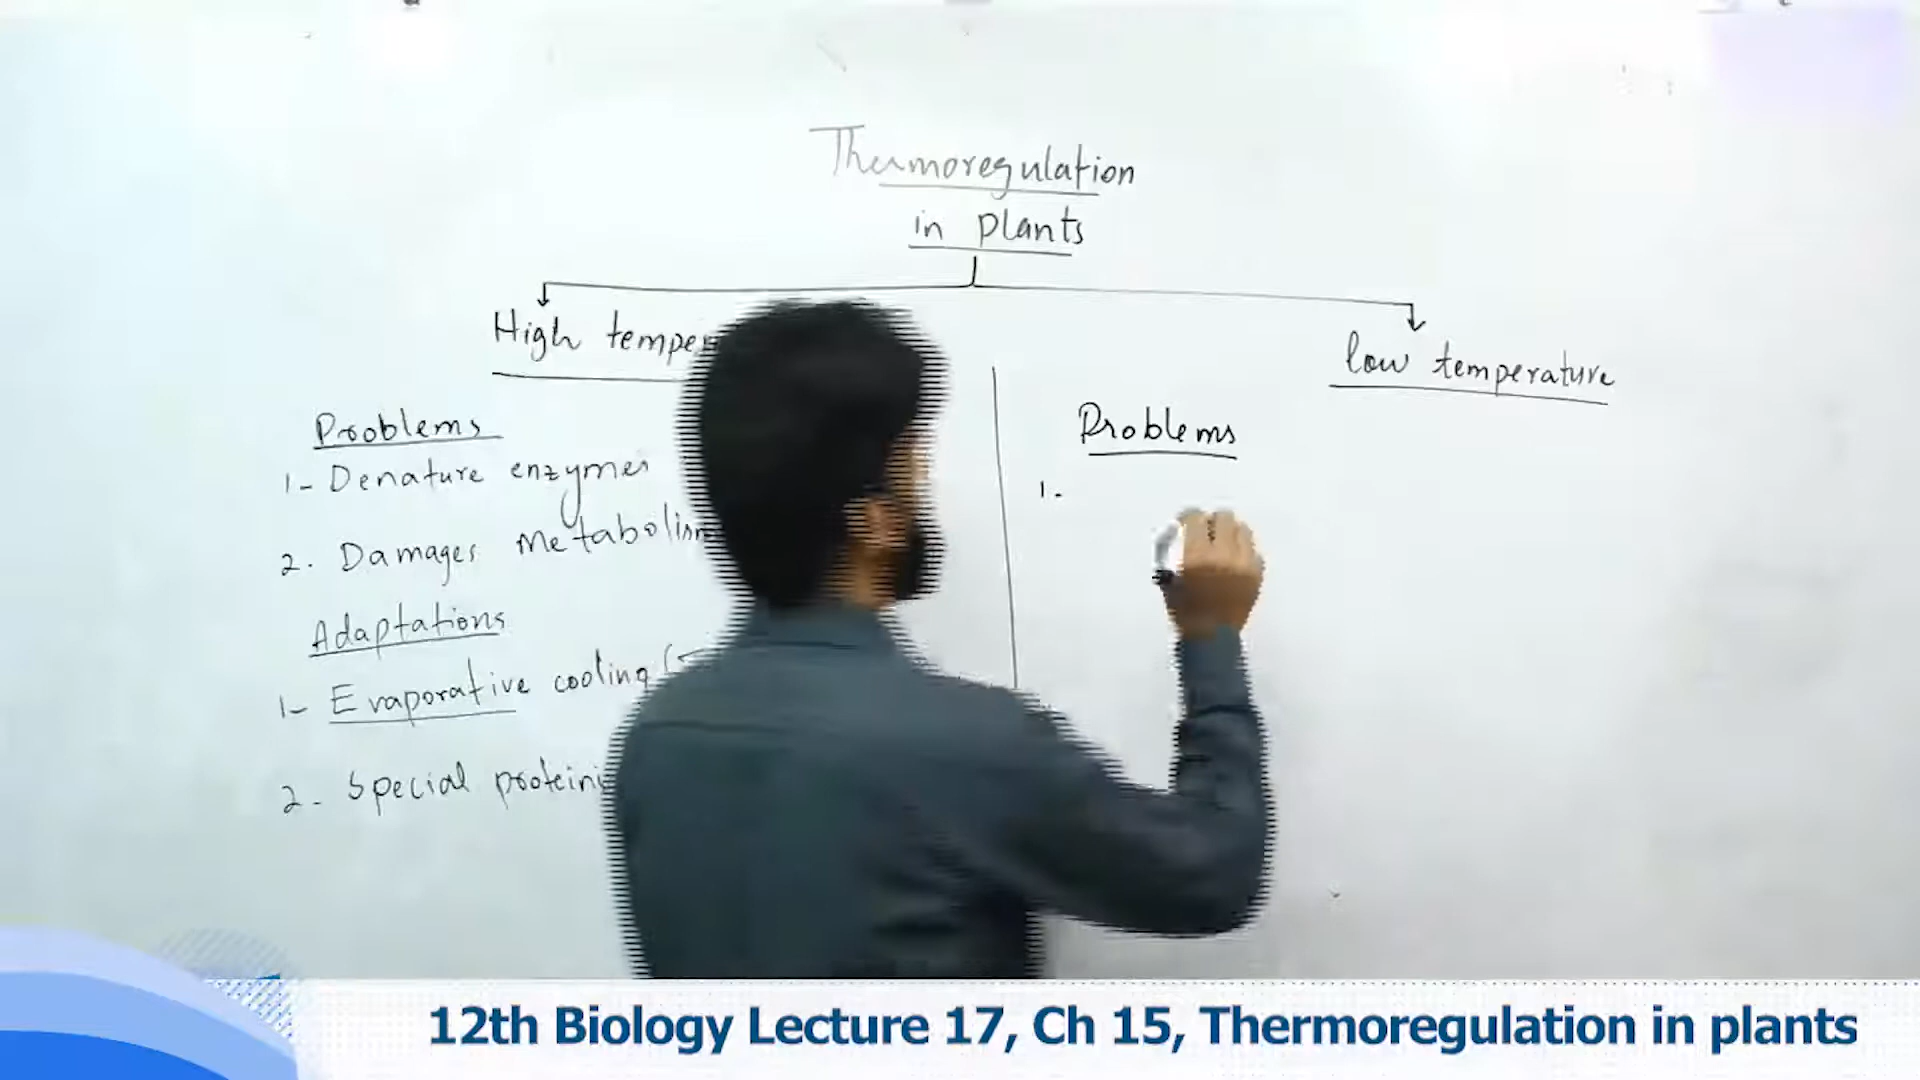 Thermoregulation
in plants
High
low temperature
Problems
1- Denature enzymes
2. Damages Metabolism
Adaptations
1- Evaporative cooling (
2. Special proteins
Problems
1.
12th Biology Lecture 17, Ch 15, Thermoregulation in plants